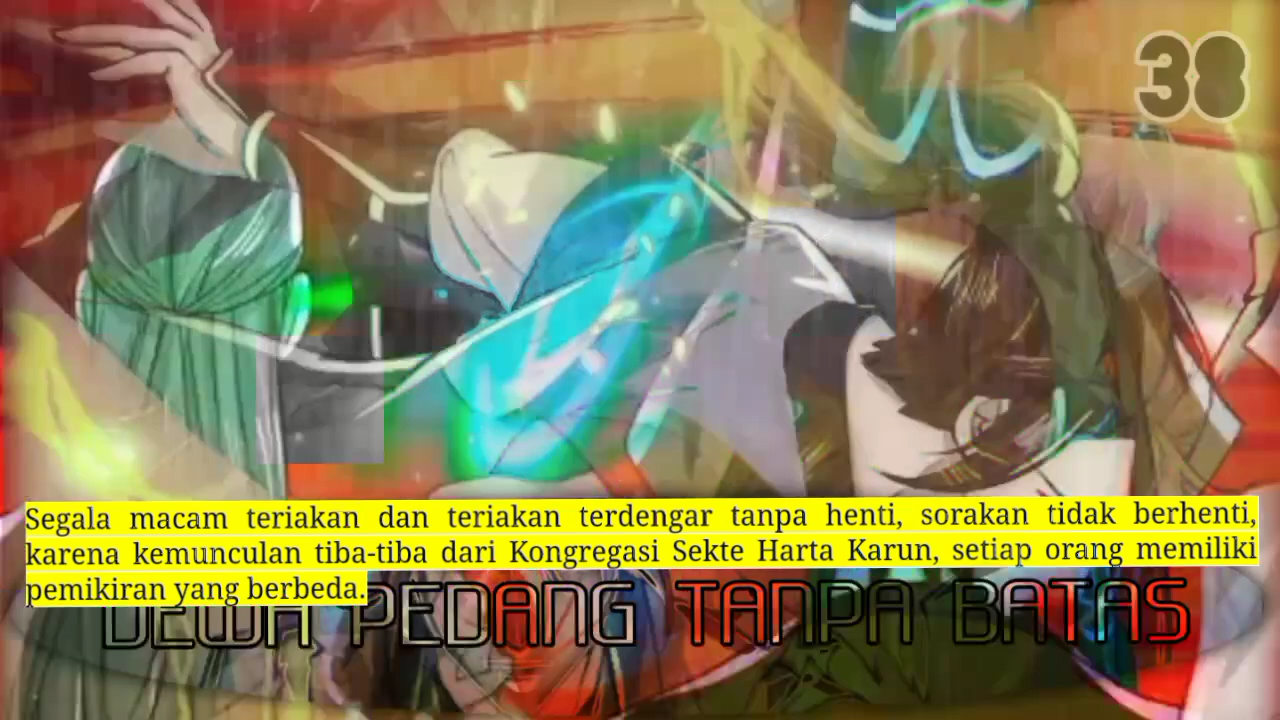 38
Segala macam teriakan dan teriakan terdengar tanpa henti, sorakan tidak berhenti,
karena kemunculan tiba-tiba dari Kongregasi Sekte Harta Karun, setiap orang memiliki
pemikiran yang berbeda.
DEWA PEDANG TANPA BATAS